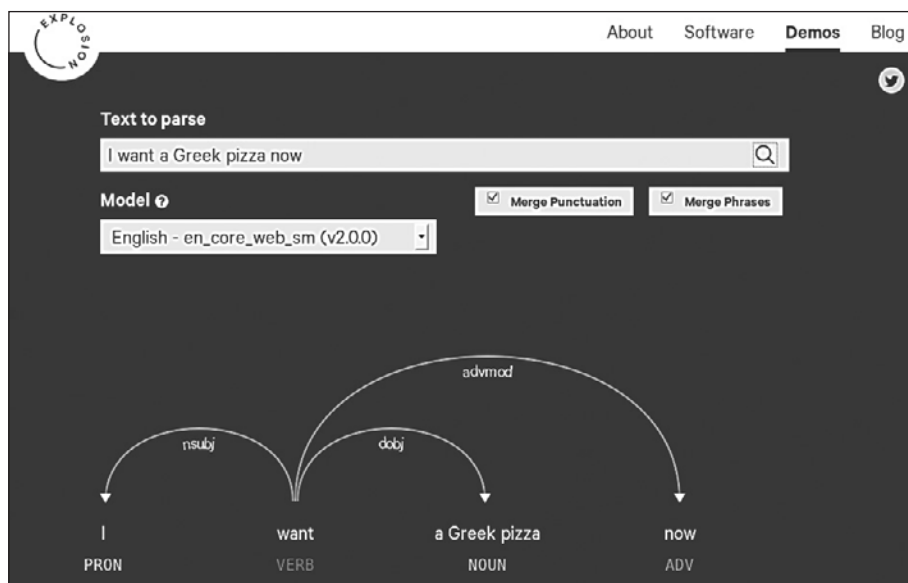 EXPLOSION
About Software Demos Blog
Text to parse
I want a Greek pizza now
Model ?
Merge Punctuation Merge Phrases
English - en_core_web_sm (v2.0.0)
advmod
nsubj dobj
I want a Greek pizza now
PRON VERB NOUN ADV